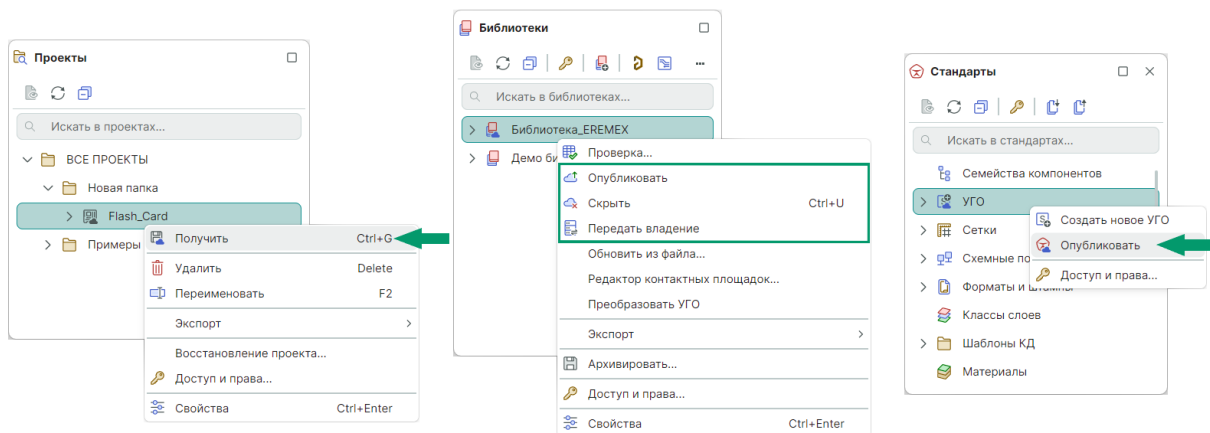 Проекты
Искать в проектах...
ВСЕ ПРОЕКТЫ
Новая папка
Flash_Card
Примеры
Получить Ctrl+G
Удалить Delete
Переименовать F2
Экспорт
Восстановление проекта...
Доступ и права...
Свойства Ctrl+Enter
Библиотеки
Искать в библиотеках...
Библиотека_EREMEX
Демо би
Проверка...
Опубликовать
Скрыть Ctrl+U
Передать владение
Обновить из файла...
Редактор контактных площадок...
Преобразовать УГО
Экспорт
Архивировать...
Доступ и права...
Свойства Ctrl+Enter
Стандарты
Искать в стандартах...
Семейства компонентов
УГО
Сетки
Схемные по
Форматы и штампы
Классы слоев
Шаблоны КД
Материалы
Создать новое УГО
Опубликовать
Доступ и права...